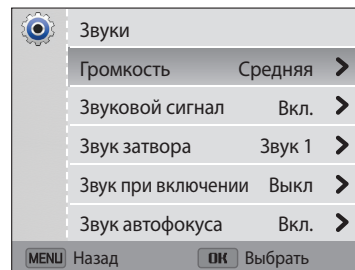 Звуки
Громкость Средняя
Звуковой сигнал Вкл.
Звук затвора Звук 1
Звук при включении Выкл
Звук автофокуса Вкл.
MENU Назад OK Выбрать